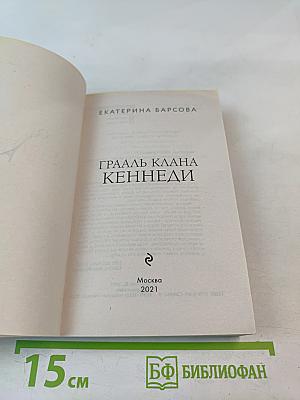 ЕКАТЕРИНА БАРСОВА
ГРААЛЬ КЛАНА
КЕННЕДИ
Москва
2021
15 см
БФ БИБЛИОФАН